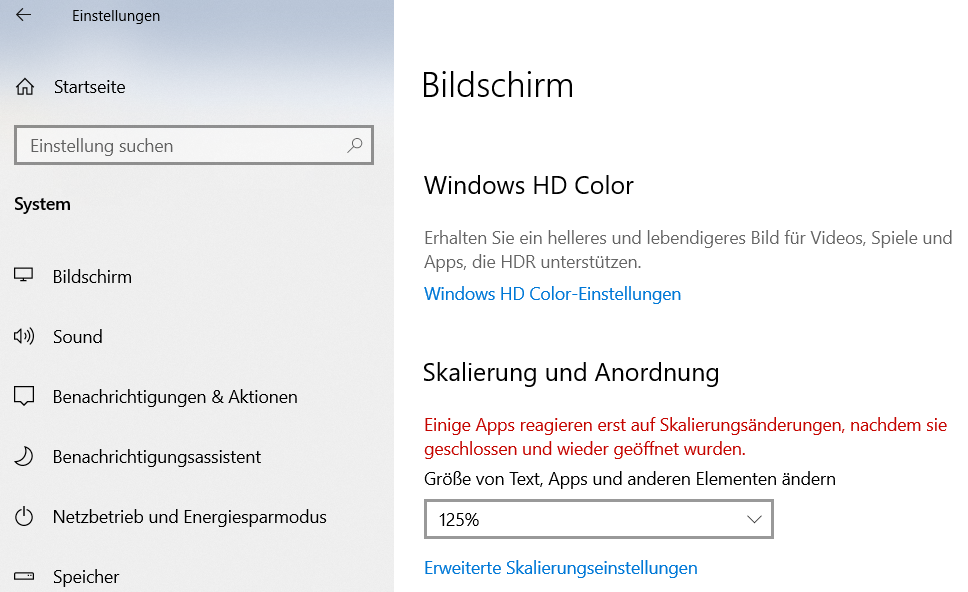 Einstellungen
Startseite
Einstellung suchen
System
Bildschirm
Sound
Benachrichtigungen & Aktionen
Benachrichtigungsassistent
Netzbetrieb und Energiesparmodus
Speicher
Bildschirm
Windows HD Color
Erhalten Sie ein helleres und lebendigeres Bild für Videos, Spiele und
Apps, die HDR unterstützen.
Windows HD Color-Einstellungen
Skalierung und Anordnung
Einige Apps reagieren erst auf Skalierungsänderungen, nachdem sie
geschlossen und wieder geöffnet wurden.
Größe von Text, Apps und anderen Elementen ändern
125%
Erweiterte Skalierungseinstellungen